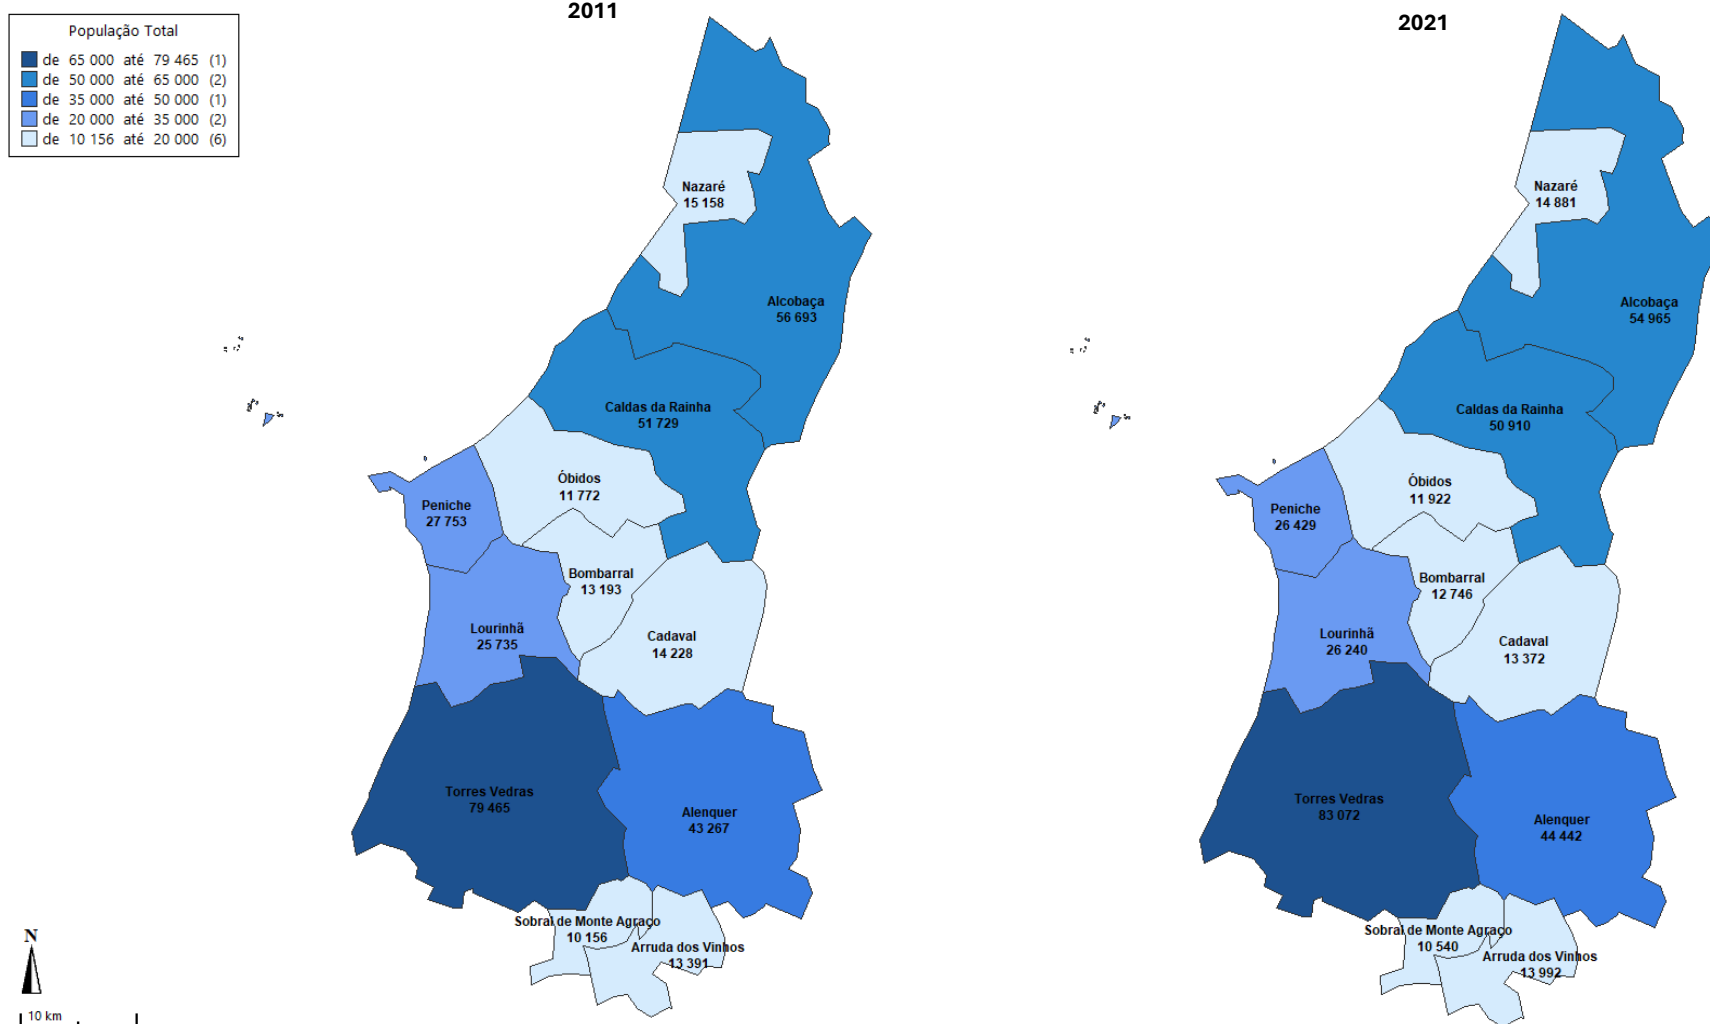 2011
2021
População Total
de 65 000 até 79 465 (1)
de 50 000 até 65 000 (2)
de 35 000 até 50 000 (1)
de 20 000 até 35 000 (2)
de 10 156 até 20 000 (6)
Nazaré
15 158
Alcobaça
56 693
Caldas da Rainha
51 729
Óbidos
11 772
Peniche
27 753
Bombarral
13 193
Lourinhã
25 735
Cadaval
14 228
Torres Vedras
79 465
Alenquer
43 267
Sobral de Monte Agraço
10 156
Arruda dos Vinhos
13 391
Nazaré
14 881
Alcobaça
54 965
Caldas da Rainha
50 910
Óbidos
11 922
Peniche
26 429
Bombarral
12 746
Lourinhã
26 240
Cadaval
13 372
Torres Vedras
83 072
Alenquer
44 442
Sobral de Monte Agraço
10 540
Arruda dos Vinhos
13 992
N
10 km